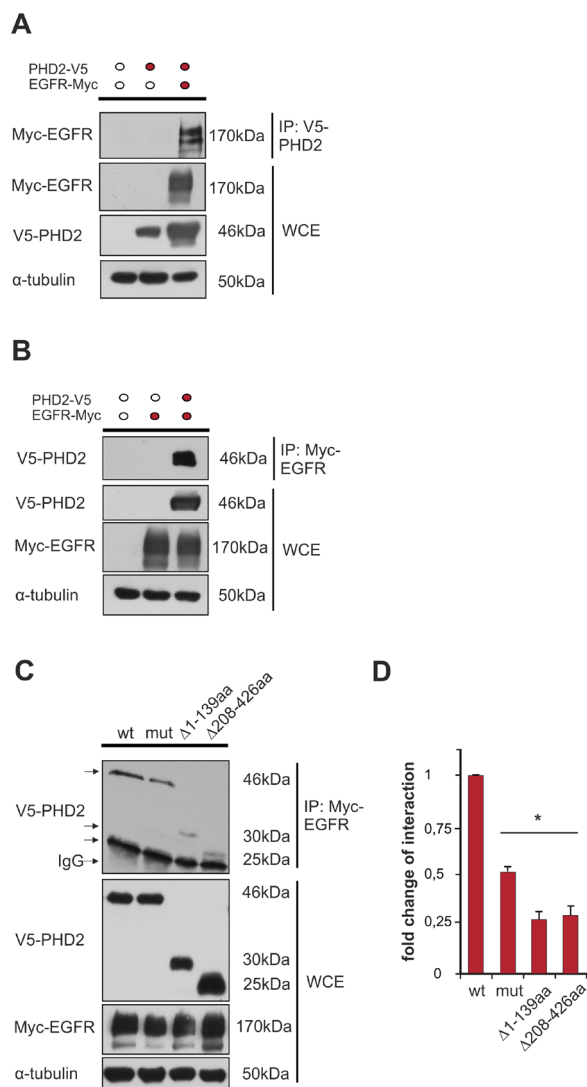 A
PHD2-V5
EGFR-Myc
Myc-EGFR 170kDa IP: V5-
PHD2
Myc-EGFR 170kDa
V5-PHD2 46kDa WCE
α-tubulin 50kDa
B
PHD2-V5
EGFR-Myc
V5-PHD2 46kDa IP: Myc-
EGFR
V5-PHD2 46kDa
Myc-EGFR 170kDa WCE
α-tubulin 50kDa
C
wt mut Δ1-139aa Δ208-426aa
46kDa
V5-PHD2 30kDa IP: Myc-
EGFR
IgG 25kDa
46kDa
V5-PHD2
30kDa
25kDa WCE
Myc-EGFR 170kDa
α-tubulin 50kDa
D
fold change of interaction
1
0,75
0,5
0,25
0
*
wt mut Δ1-139aa Δ208-426aa